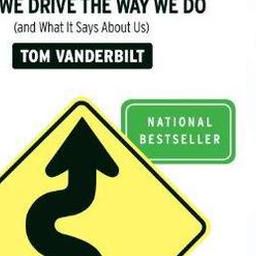 WE DRIVE THE WAY WE DO
(and What It Says About Us)
TOM VANDERBILT
NATIONAL
BESTSELLER